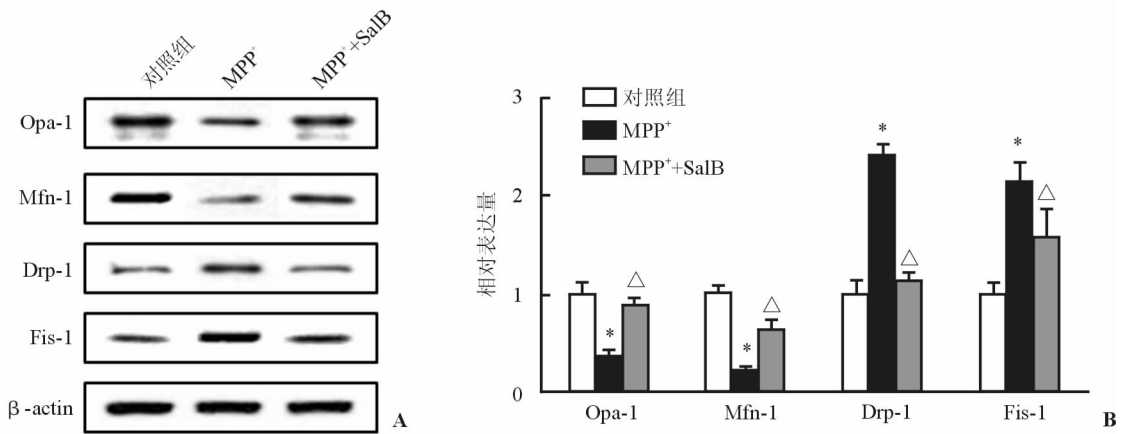 对照组
MPP⁺
MPP⁺+SalB
Opa-1
Mfn-1
Drp-1
Fis-1
β-actin
A
3
2
1
0
相对表达量
对照组
MPP⁺
MPP⁺+SalB
*
△
*
△
*
△
*
△
Opa-1
Mfn-1
Drp-1
Fis-1
B